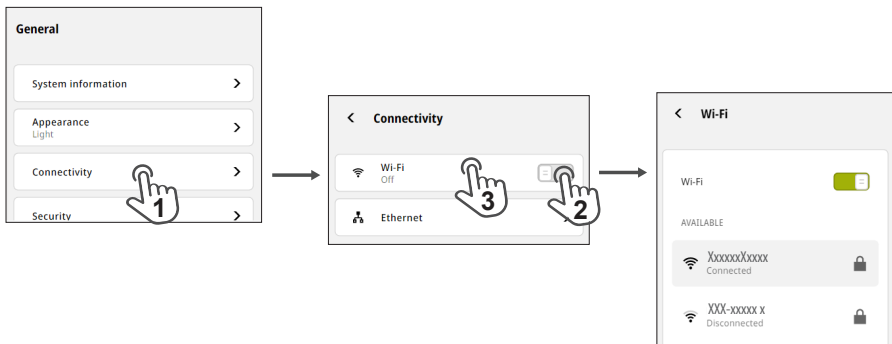 General
System information
Appearance
Light
Connectivity
1
Security
Connectivity
Wi-Fi
Off
3
2
Ethernet
Wi-Fi
Wi-Fi
AVAILABLE
XxxxxxXxxxx
Connected
XXX-xxxxx x
Disconnected